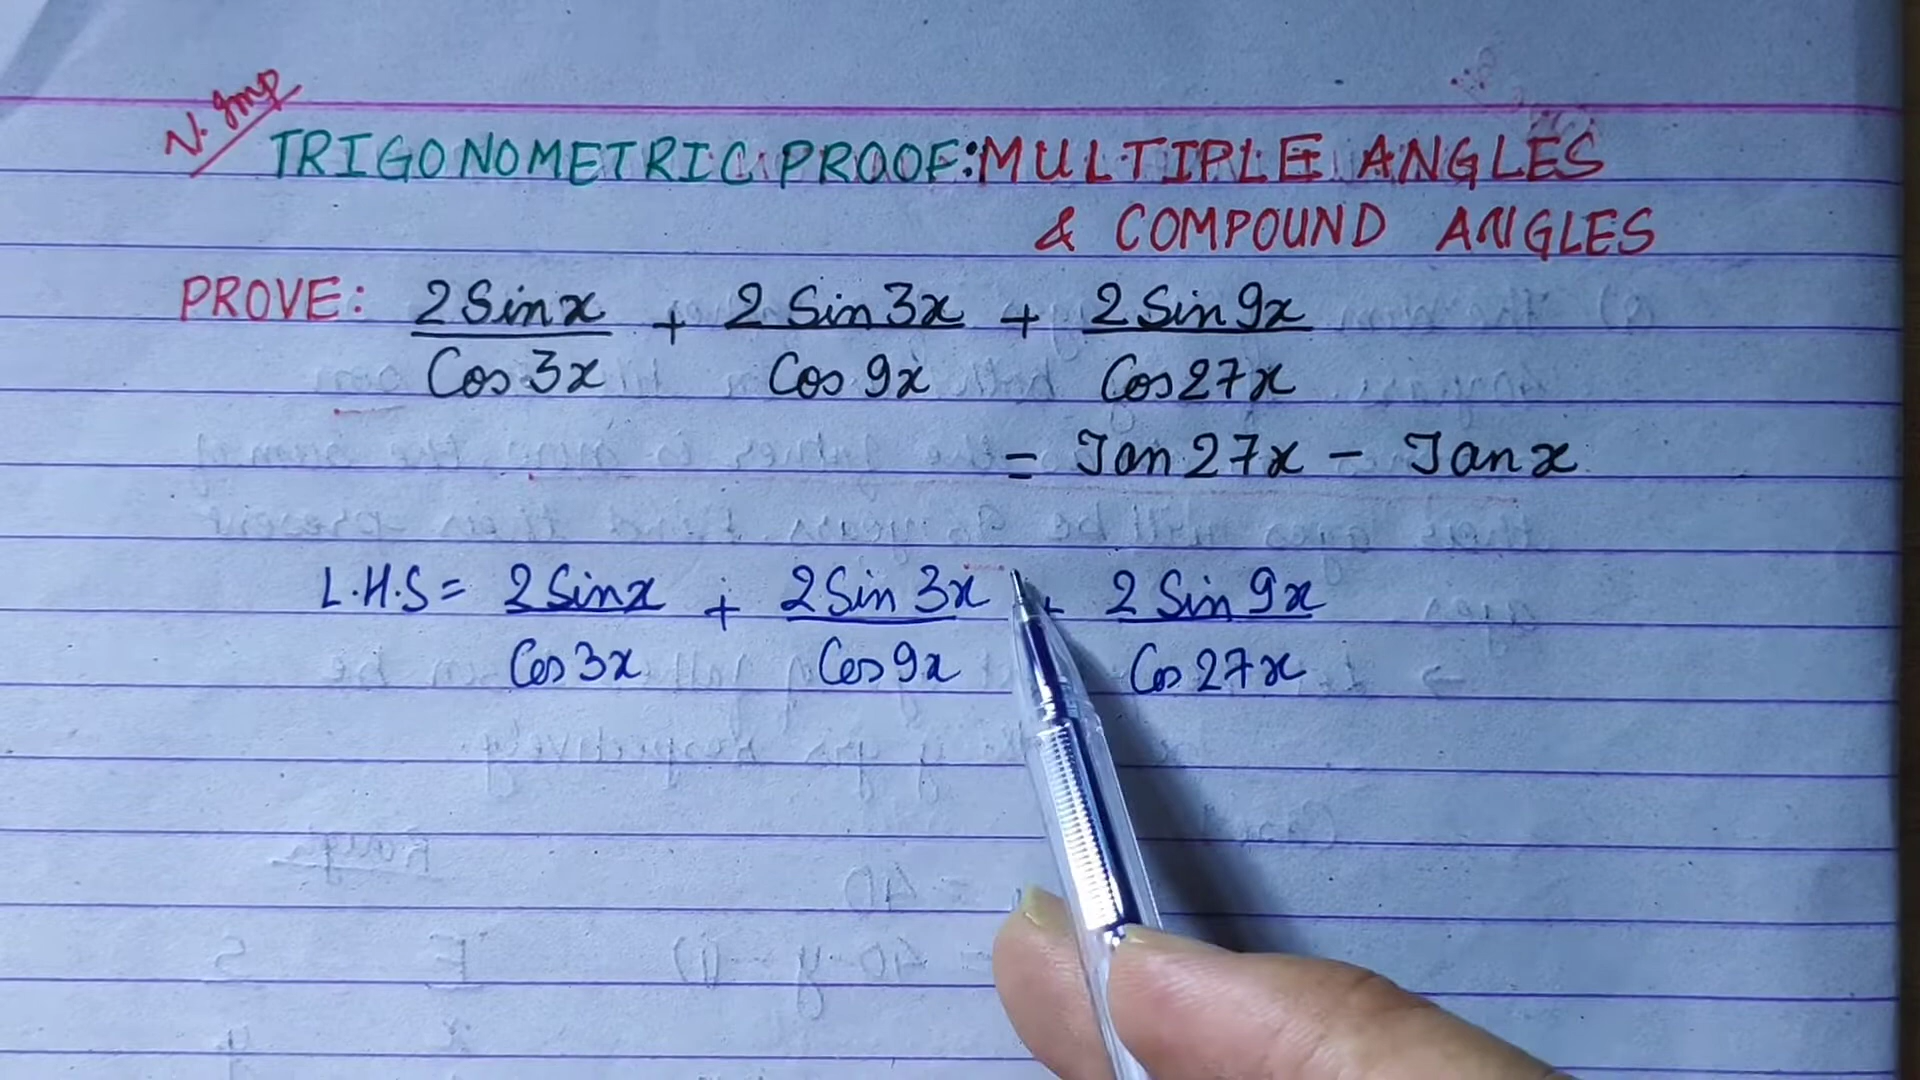 N. Imp
TRIGONOMETRIC PROOF: MULTIPLE ANGLES
& COMPOUND ANGLES
PROVE: 2 Sin x / Cos 3x + 2 Sin 3x / Cos 9x + 2 Sin 9x / Cos 27x
= Tan 27x - Tan x
L.H.S = 2 Sin x / Cos 3x + 2 Sin 3x / Cos 9x + 2 Sin 9x / Cos 27x